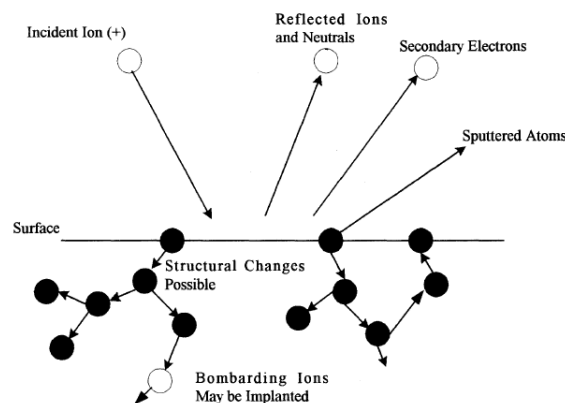 Incident Ion (+)
Reflected Ions
and Neutrals
Secondary Electrons
Sputtered Atoms
Surface
Structural Changes
Possible
Bombarding Ions
May be Implanted